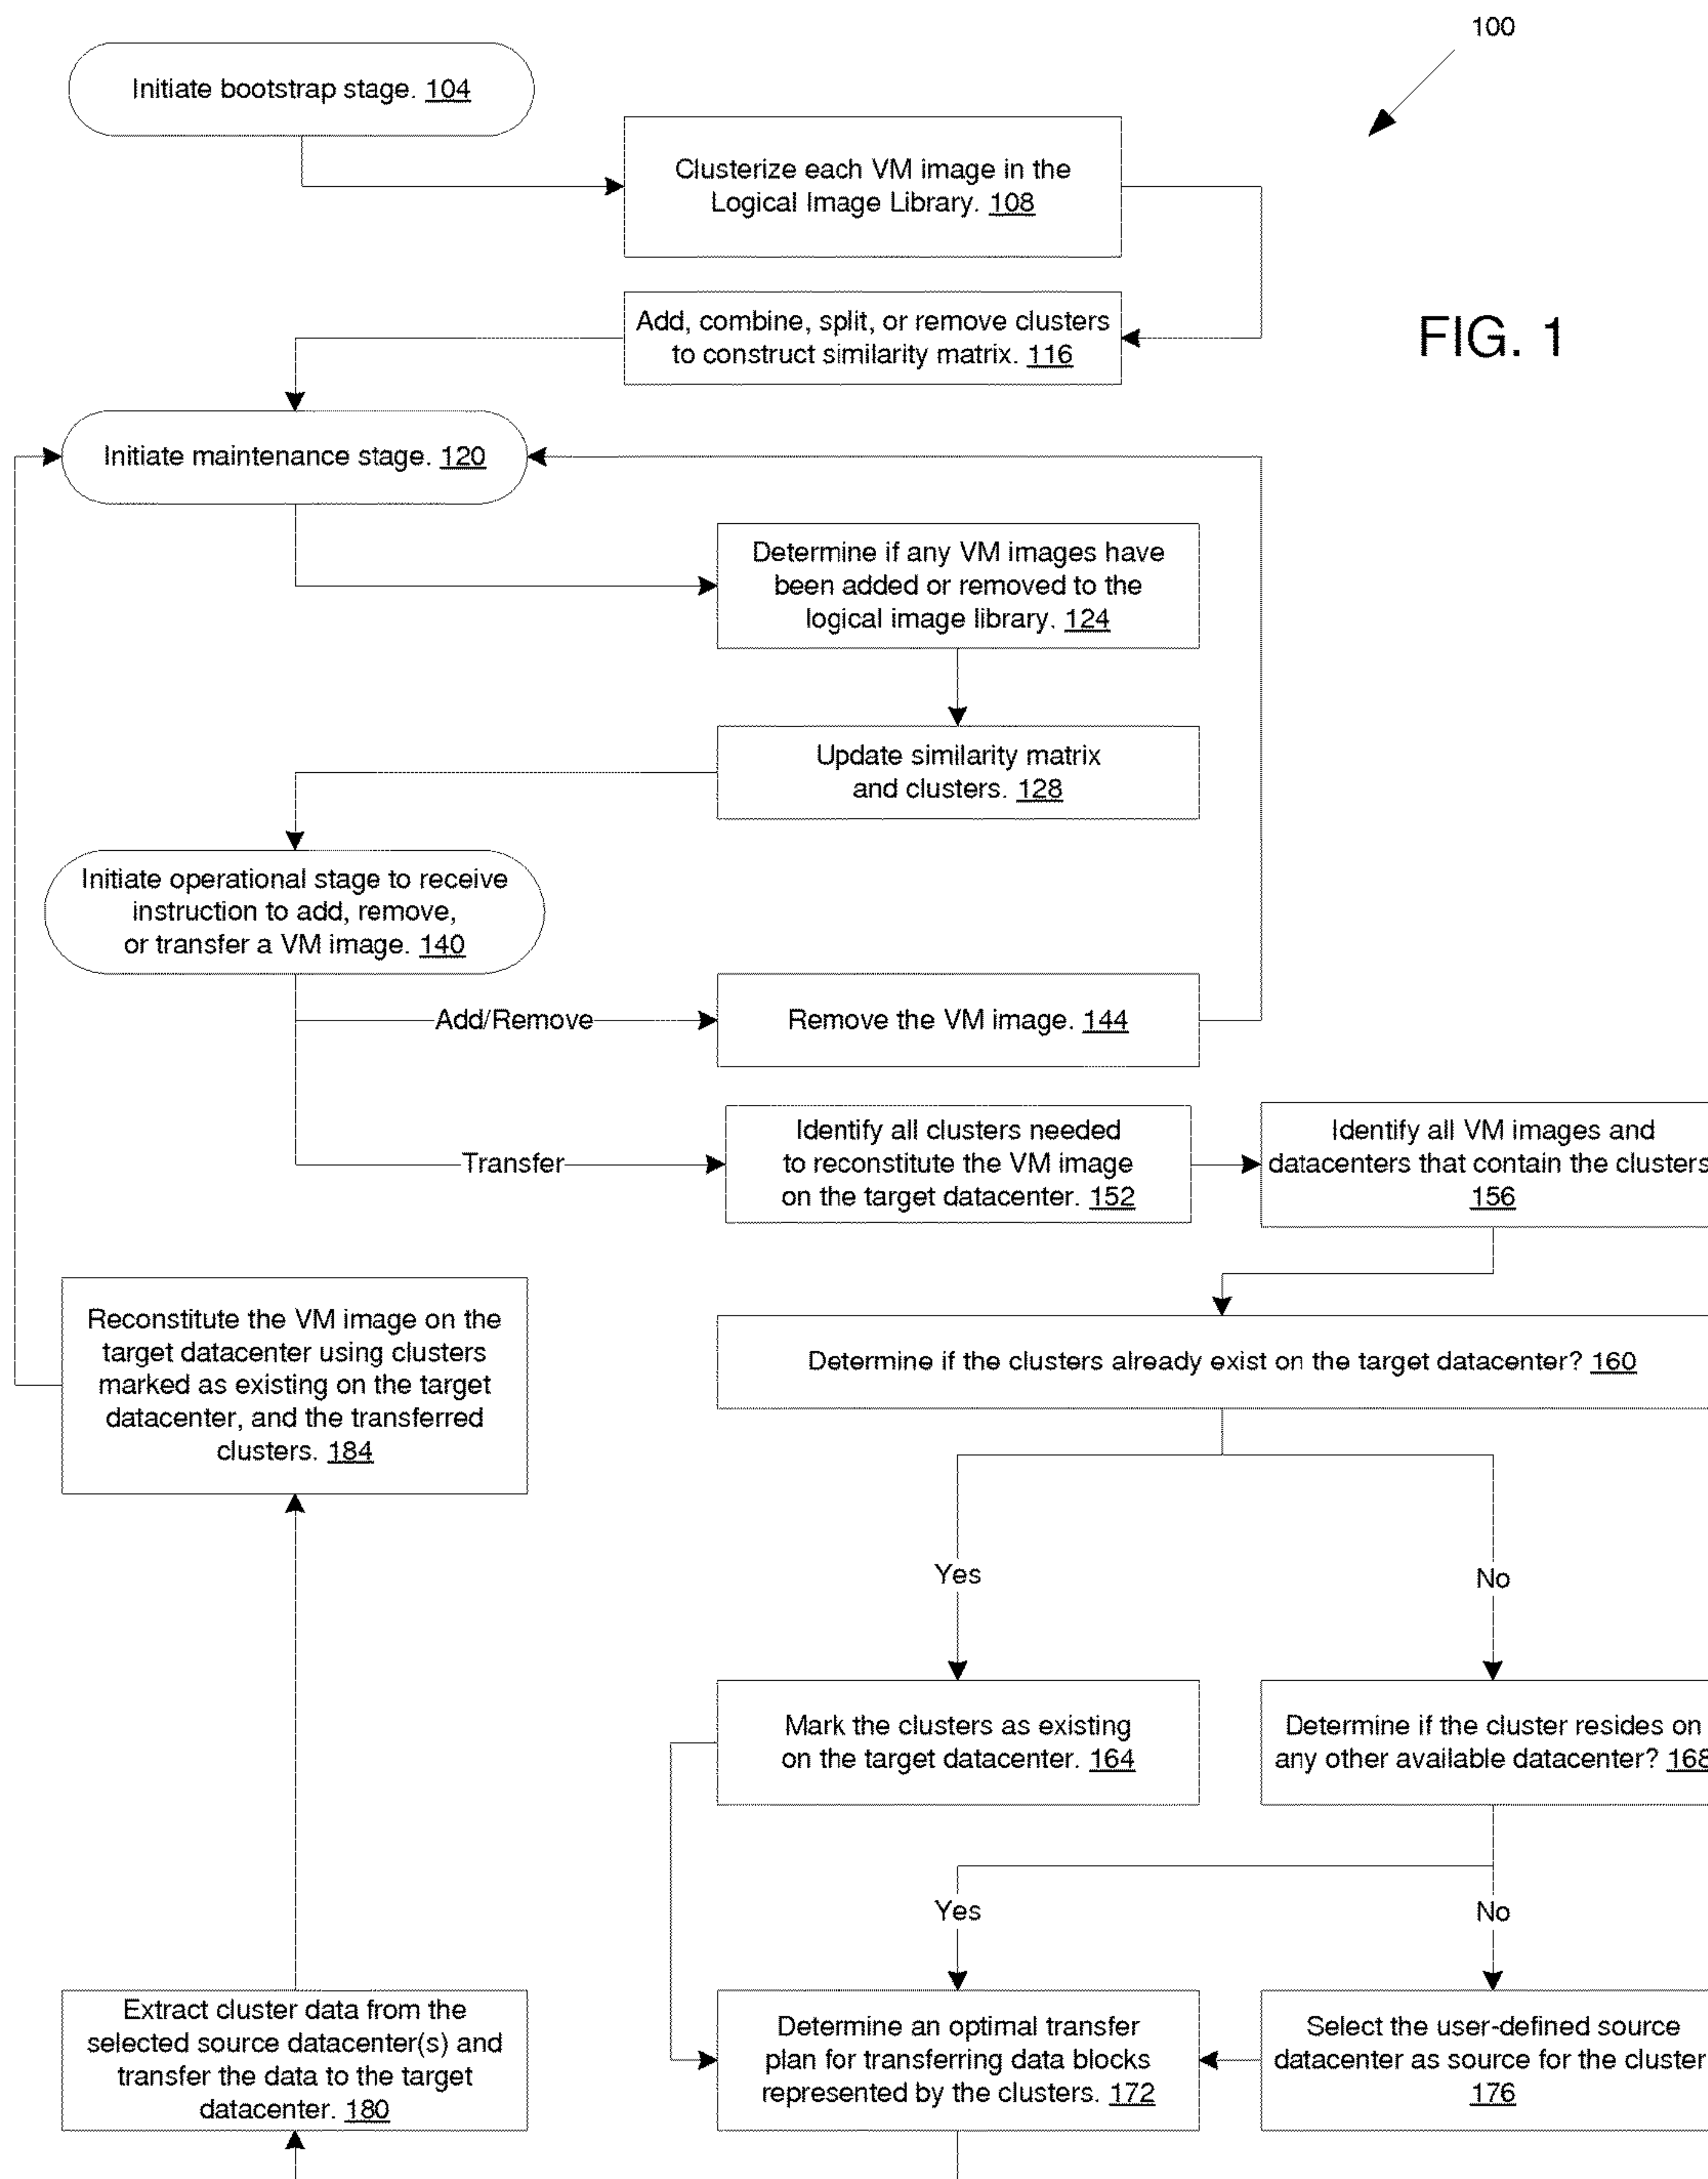 100
Initiate bootstrap stage. 104
Clusterize each VM image in the
Logical Image Library. 108
Add, combine, split, or remove clusters
to construct similarity matrix. 116
FIG. 1
Initiate maintenance stage. 120
Determine if any VM images have
been added or removed to the
logical image library. 124
Update similarity matrix
and clusters. 128
Initiate operational stage to receive
instruction to add, remove,
or transfer a VM image. 140
Add/Remove
Remove the VM image. 144
Transfer
Identify all clusters needed
to reconstitute the VM image
on the target datacenter. 152
Identify all VM images and
datacenters that contain the clusters
156
Determine if the clusters already exist on the target datacenter? 160
Reconstitute the VM image on the
target datacenter using clusters
marked as existing on the target
datacenter, and the transferred
clusters. 184
Yes
No
Mark the clusters as existing
on the target datacenter. 164
Determine if the cluster resides on
any other available datacenter? 168
Yes
No
Extract cluster data from the
selected source datacenter(s) and
transfer the data to the target
datacenter. 180
Determine an optimal transfer
plan for transferring data blocks
represented by the clusters. 172
Select the user-defined source
datacenter as source for the cluster
176